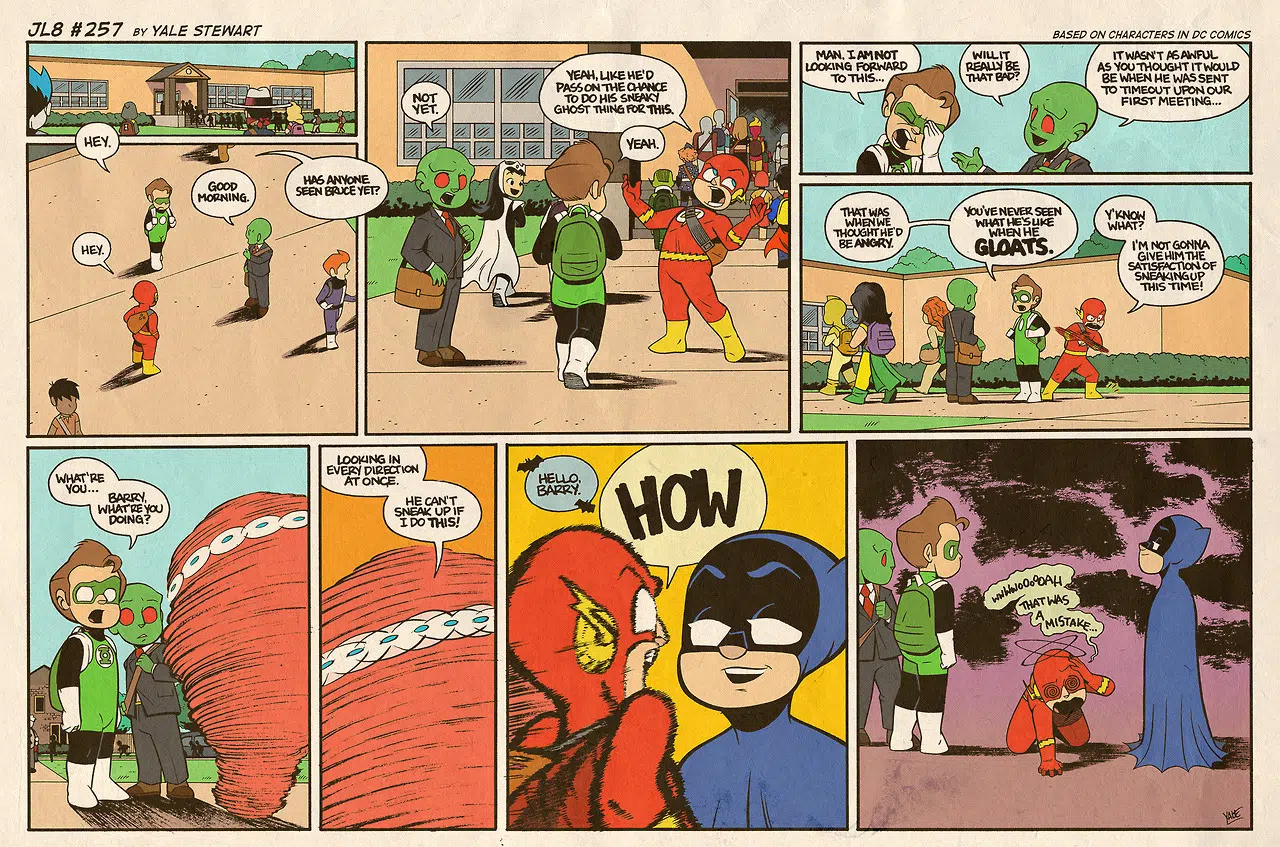 JL8 #257 BY YALE STEWART
BASED ON CHARACTERS IN DC COMICS
HEY.
GOOD
MORNING.
HAS ANYONE
SEEN BRUCE YET?
HEY.
NOT
YET.
YEAH, LIKE HE'D
PASS ON THE CHANCE
TO DO HIS SNEAKY
GHOST THING FOR THIS.
YEAH.
MAN, I AM NOT
LOOKING FORWARD
TO THIS...
WILL IT
REALLY BE
THAT BAD?
IT WASN'T AS AWFUL
AS YOU THOUGHT IT WOULD
BE WHEN HE WAS SENT
TO TIMEOUT UPON OUR
FIRST MEETING...
THAT WAS
WHEN WE
THOUGHT HE'D
BE ANGRY.
YOU'VE NEVER SEEN
WHAT HE'S LIKE
WHEN HE
GLOATS.
Y'KNOW
WHAT?
I'M NOT GONNA
GIVE HIM THE
SATISFACTION OF
SNEAKING UP
THIS TIME!
WHAT'RE
YOU...
BARRY,
WHAT'RE YOU
DOING?
LOOKING IN
EVERY DIRECTION
AT ONCE.
HE CAN'T
SNEAK UP IF
I DO THIS!
HELLO,
BARRY.
HOW
wWwWOOoOOAH
THAT WAS
A
MISTAKE...
YALE